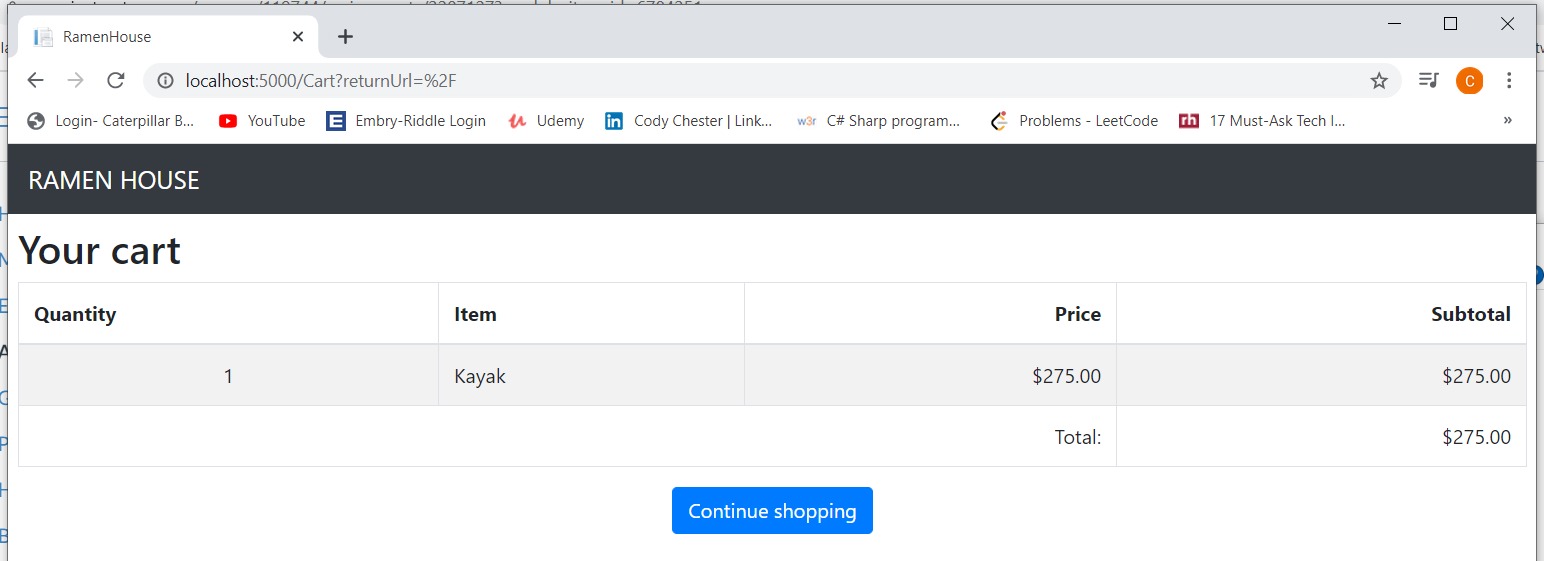 RamenHouse
localhost:5000/Cart?returnUrl=%2F
C
Login- Caterpillar B... YouTube Embry-Riddle Login Udemy Cody Chester | Link... w3r C# Sharp program... Problems - LeetCode rh 17 Must-Ask Tech I... »
RAMEN HOUSE
Your cart
Quantity Item Price Subtotal
1 Kayak $275.00 $275.00
Total: $275.00
Continue shopping